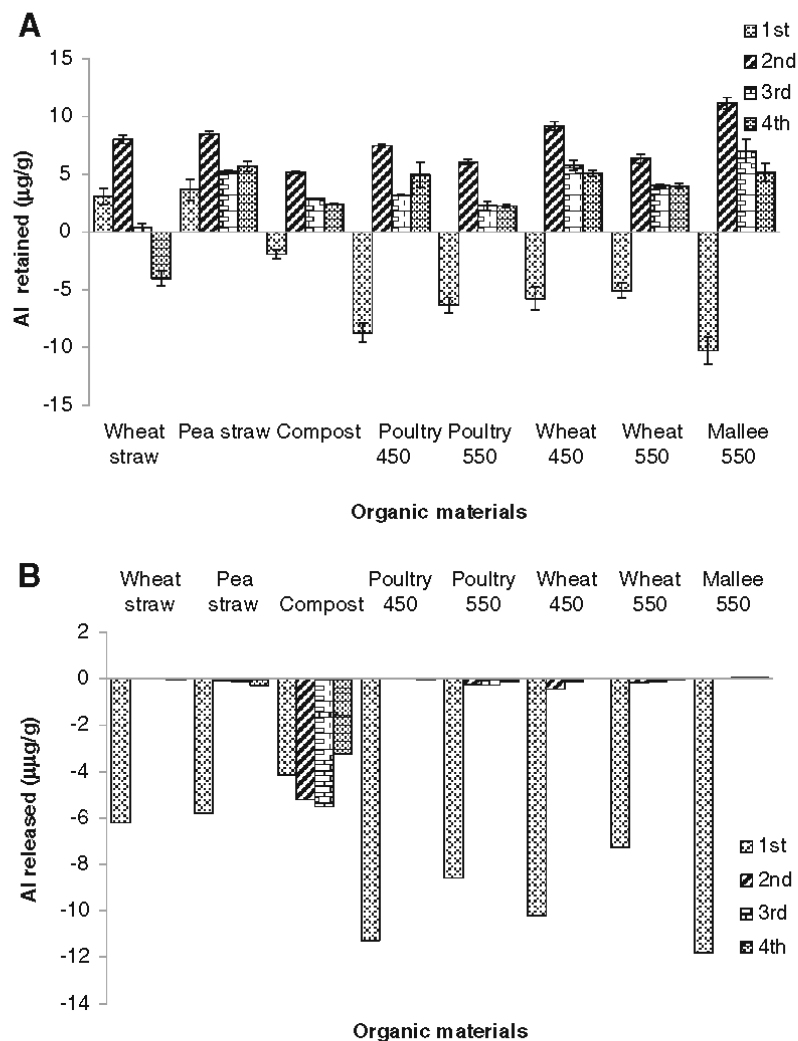 A
15
10
5
0
-5
-10
-15
Al retained (µg/g)
1st
2nd
3rd
4th
Wheat straw
Pea straw
Compost
Poultry 450
Poultry 550
Wheat 450
Wheat 550
Mallee 550
Organic materials
B
Wheat straw
Pea straw
Compost
Poultry 450
Poultry 550
Wheat 450
Wheat 550
Mallee 550
2
0
-2
-4
-6
-8
-10
-12
-14
Al released (µµg/g)
1st
2nd
3rd
4th
Organic materials